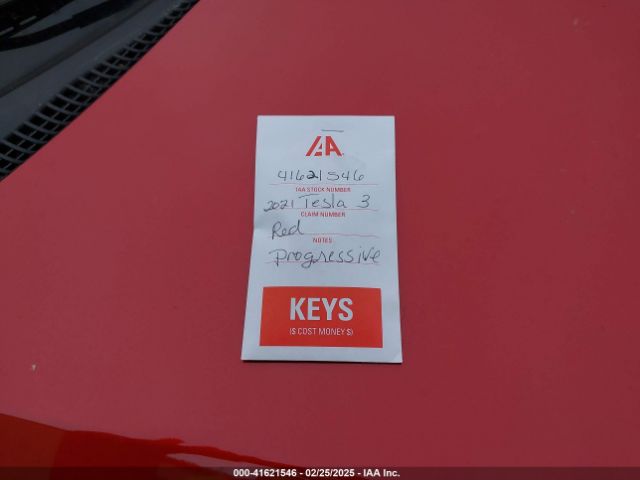 IAA.
41621546
IAA STOCK NUMBER
2021 Tesla 3
CLAIM NUMBER
Red
NOTES
Progressive
KEYS
($ COST MONEY $)
000-41621546 - 02/25/2025 - IAA Inc.